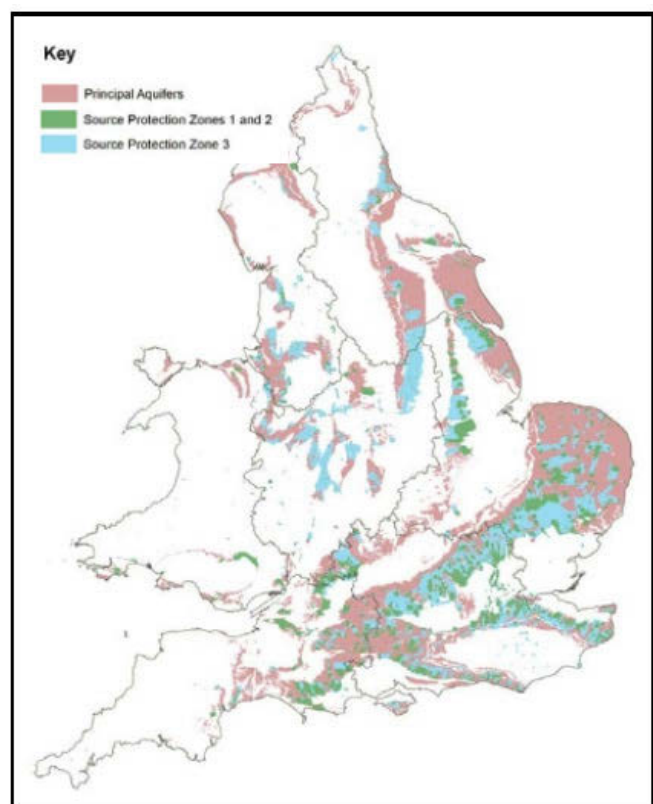 Key
Principal Aquifers
Source Protection Zones 1 and 2
Source Protection Zone 3